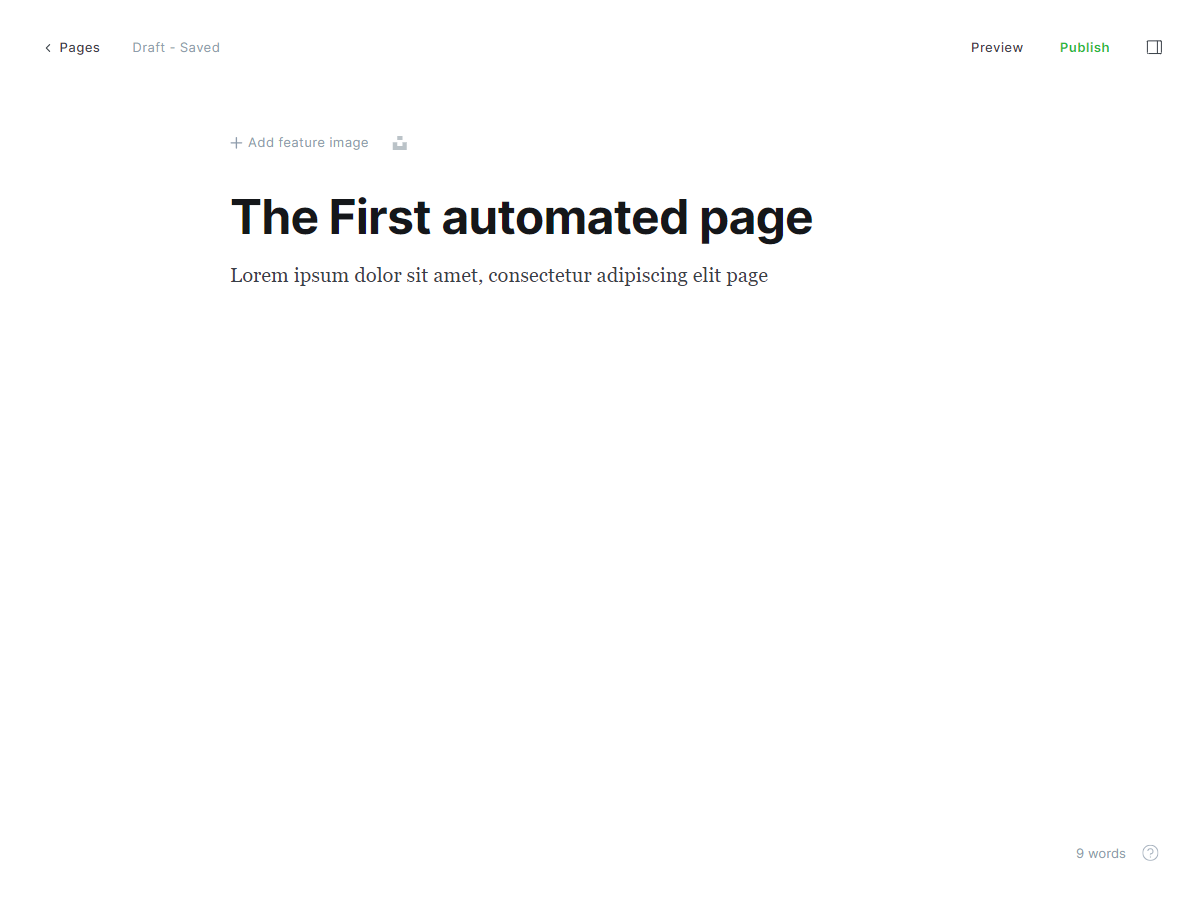 Pages Draft - Saved Preview Publish
Add feature image
The First automated page
Lorem ipsum dolor sit amet, consectetur adipiscing elit page
9 words ?